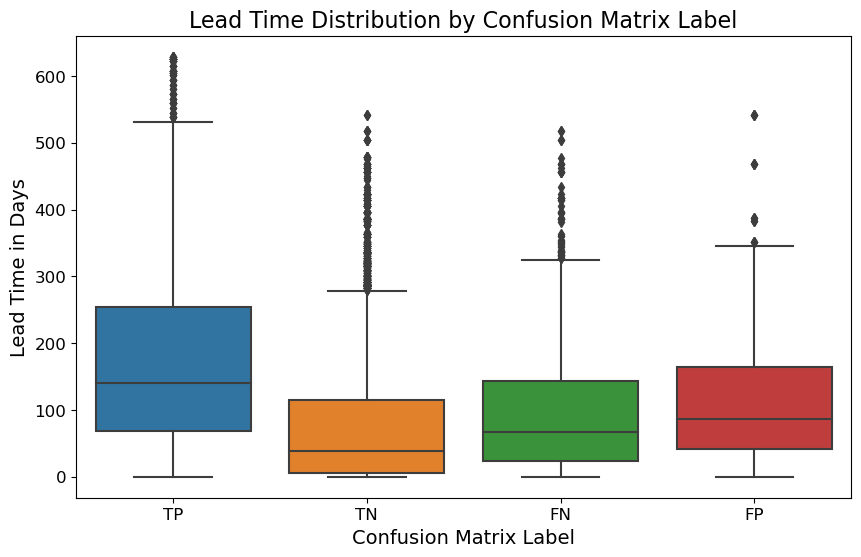 Lead Time Distribution by Confusion Matrix Label
Lead Time in Days
600
500
400
300
200
100
0
TP TN FN FP
Confusion Matrix Label